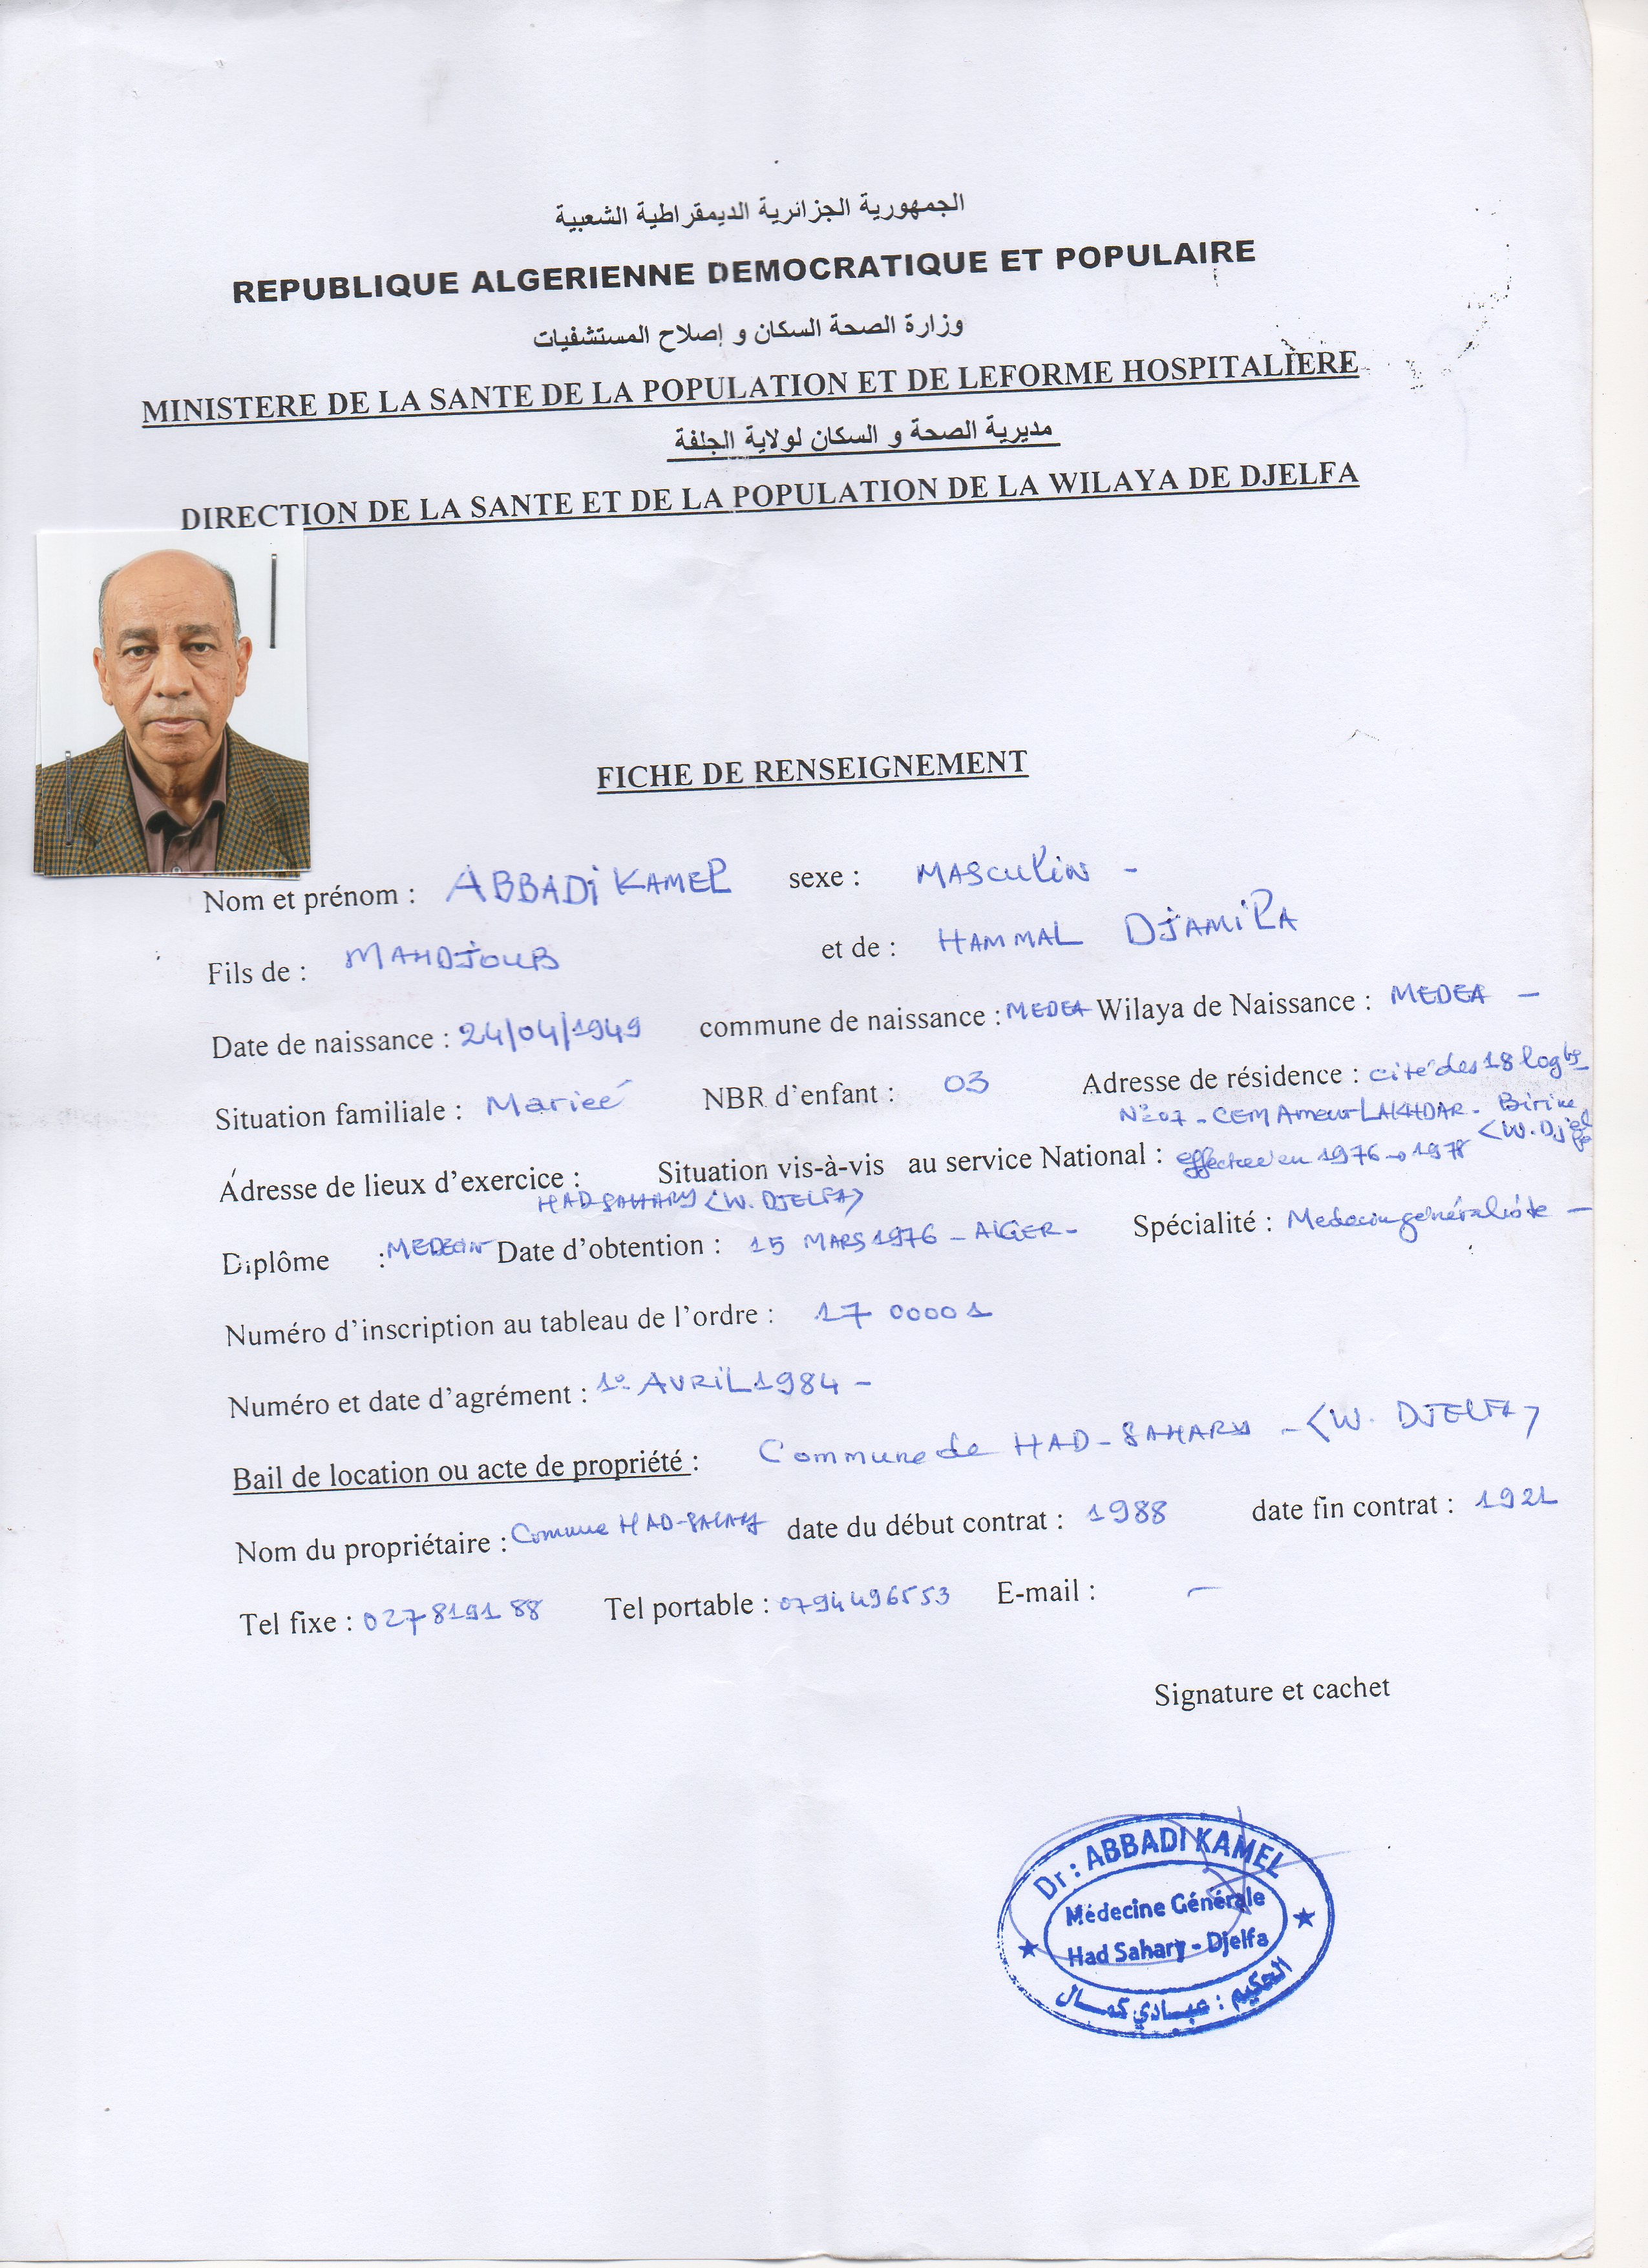 الجمهورية الجزائرية الديمقراطية الشعبية
REPUBLIQUE ALGERIENNE DEMOCRATIQUE ET POPULAIRE
وزارة الصحة السكان و إصلاح المستشفيات
MINISTERE DE LA SANTE DE LA POPULATION ET DE LEFORME HOSPITALIERE
مديرية الصحة و السكان لولاية الجلفة
DIRECTION DE LA SANTE ET DE LA POPULATION DE LA WILAYA DE DJELFA
FICHE DE RENSEIGNEMENT
Nom et prénom : ABBADI KAMEL sexe : MASCULIN -
Fils de : MAHDJOUB et de : HAMMAL DJAMILA
Date de naissance : 24/04/1949 commune de naissance : MEDEA Wilaya de Naissance : MEDEA -
Situation familiale : Mariée NBR d'enfant : 03 Adresse de résidence : cité des 18 logts
N°07 - CEM Ameur LAKHDAR - Birine (W. Djelfa
Adresse de lieux d'exercice : Situation vis-à-vis au service National : effectuée en 1976 → 1978
HAD SAHARY (W. DJELFA)
Diplôme : MEDECIN Date d'obtention : 15 MARS 1976 - ALGER - Spécialité : Medecin généraliste -
Numéro d'inscription au tableau de l'ordre : 17 00001
Numéro et date d'agrément : 1° AVRIL 1984 -
Bail de location ou acte de propriété : Commune de HAD-SAHARY - (W. DJELFA)
Nom du propriétaire : Commune HAD-SAHARY date du début contrat : 1988 date fin contrat :
Tel fixe : 027819188 Tel portable : 0794496553 E-mail : -
Signature et cachet
Dr : ABBADI KAMEL
Médecine Générale
Had Sahary - Djelfa
الحكيم : عبادي كمال